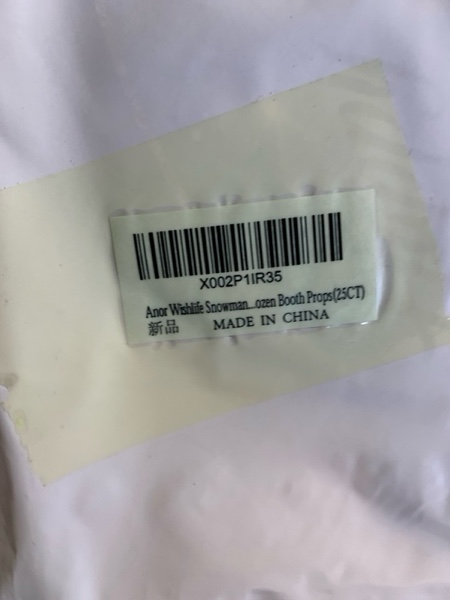 X002P1IR35
Anor Wishlife Snowman...ozen Booth Props(25CT)
新品 MADE IN CHINA